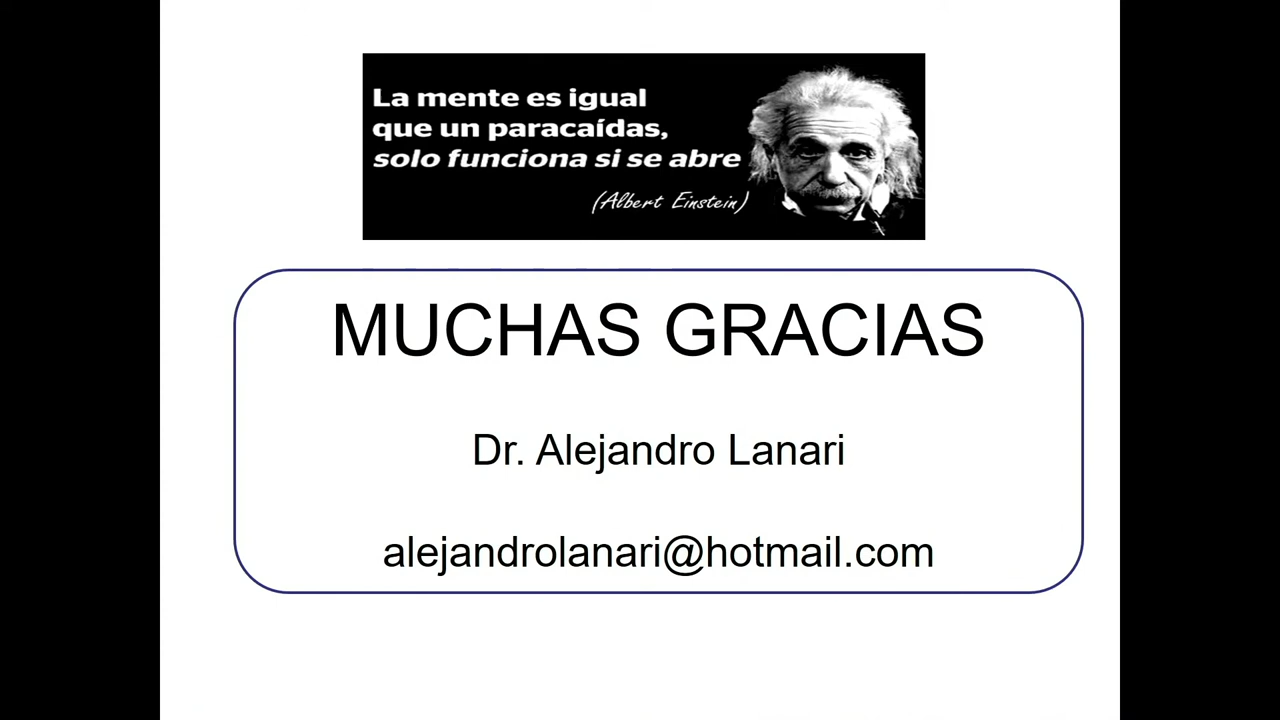 La mente es igual
que un paracaídas,
solo funciona si se abre
(Albert Einstein)
MUCHAS GRACIAS
Dr. Alejandro Lanari
alejandrolanari@hotmail.com